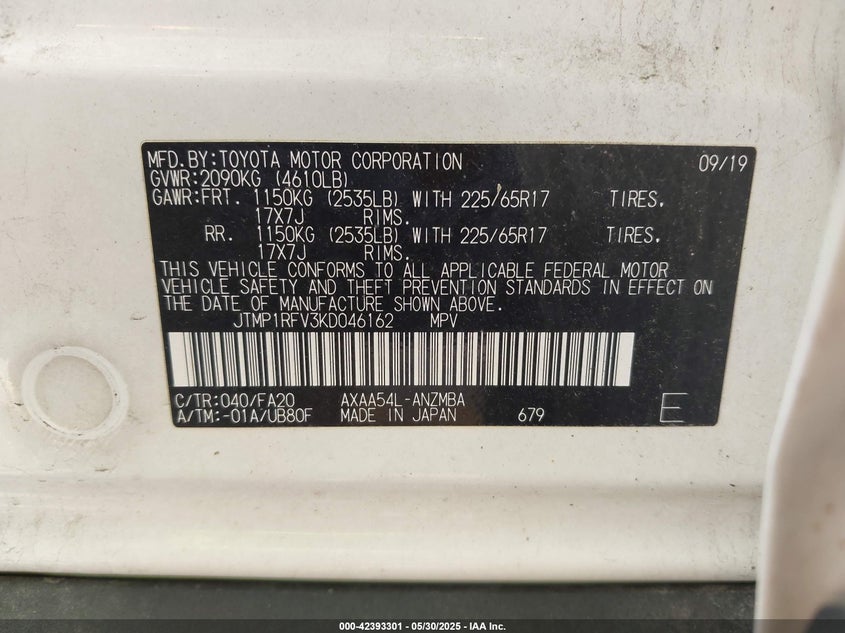 MFD.BY:TOYOTA MOTOR CORPORATION 09/19
GVWR:2090KG (4610LB)
GAWR:FRT. 1150KG (2535LB) WITH 225/65R17 TIRES,
17X7J RIMS.
RR. 1150KG (2535LB) WITH 225/65R17 TIRES,
17X7J RIMS.
THIS VEHICLE CONFORMS TO ALL APPLICABLE FEDERAL MOTOR
VEHICLE SAFETY AND THEFT PREVENTION STANDARDS IN EFFECT ON
THE DATE OF MANUFACTURE SHOWN ABOVE.
JTMP1RFV3KD046162 MPV
C/TR:040/FA20 AXAA54L-ANZMBA
A/TM:-01A/UB80F MADE IN JAPAN 679 E
000-42393301 - 05/30/2025 - IAA Inc.